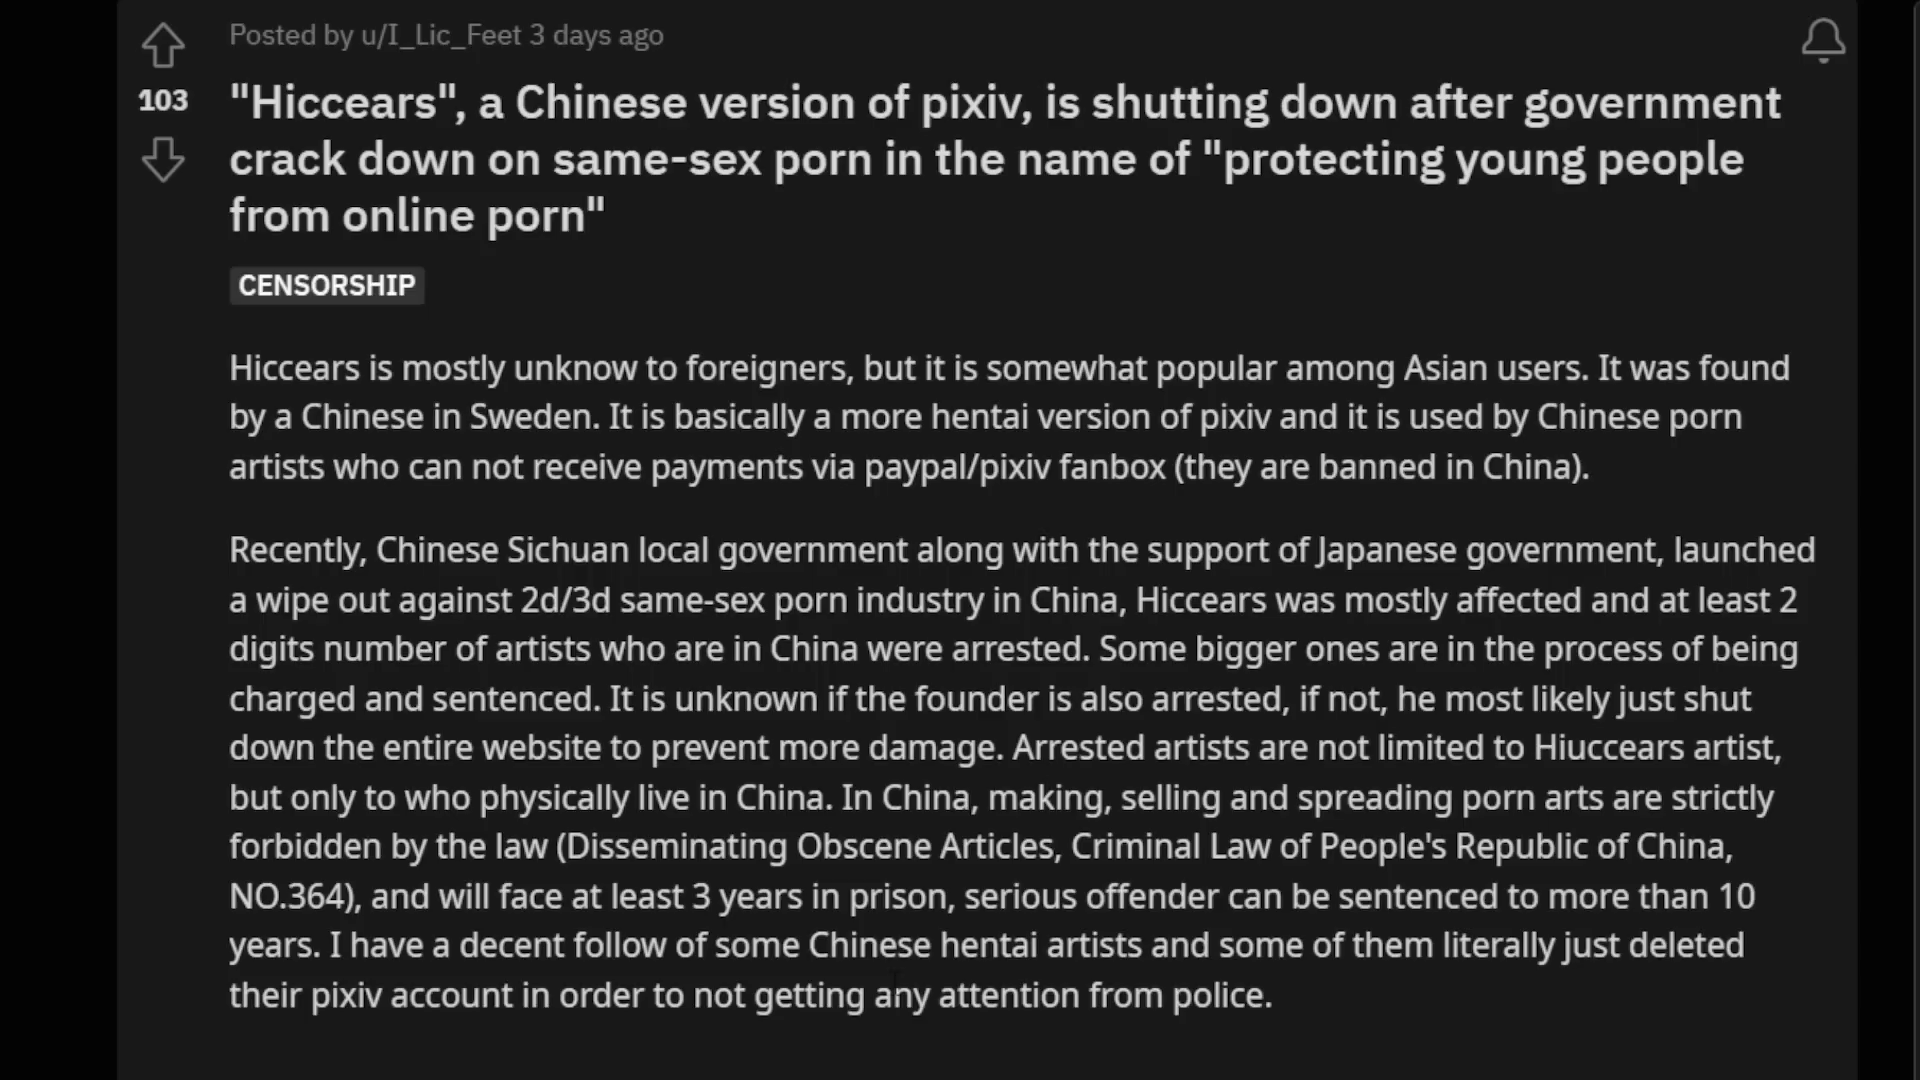 Posted by u/I_Lic_Feet 3 days ago
103
"Hiccears", a Chinese version of pixiv, is shutting down after government
crack down on same-sex porn in the name of "protecting young people
from online porn"
CENSORSHIP
Hiccears is mostly unknow to foreigners, but it is somewhat popular among Asian users. It was found
by a Chinese in Sweden. It is basically a more hentai version of pixiv and it is used by Chinese porn
artists who can not receive payments via paypal/pixiv fanbox (they are banned in China).
Recently, Chinese Sichuan local government along with the support of Japanese government, launched
a wipe out against 2d/3d same-sex porn industry in China, Hiccears was mostly affected and at least 2
digits number of artists who are in China were arrested. Some bigger ones are in the process of being
charged and sentenced. It is unknown if the founder is also arrested, if not, he most likely just shut
down the entire website to prevent more damage. Arrested artists are not limited to Hiuccears artist,
but only to who physically live in China. In China, making, selling and spreading porn arts are strictly
forbidden by the law (Disseminating Obscene Articles, Criminal Law of People's Republic of China,
NO.364), and will face at least 3 years in prison, serious offender can be sentenced to more than 10
years. I have a decent follow of some Chinese hentai artists and some of them literally just deleted
their pixiv account in order to not getting any attention from police.